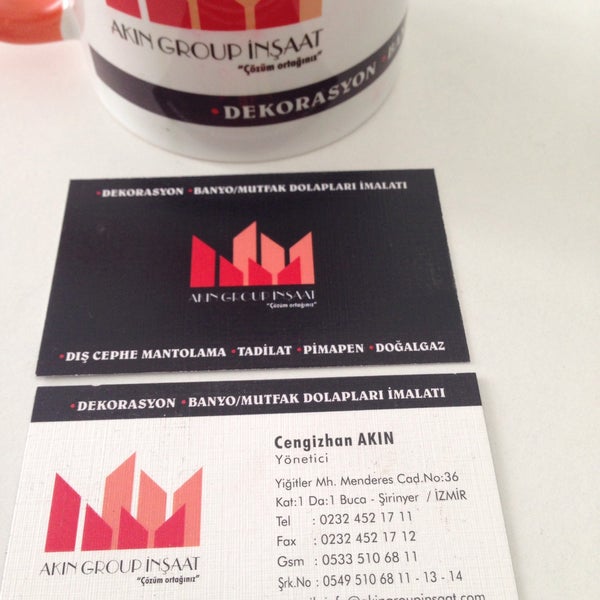 AKIN GROUP İNŞAAT
"Çözüm ortağınız"
•DEKORASYON •
•DEKORASYON •BANYO/MUTFAK DOLAPLARI İMALATI
AKIN GROUP İNŞAAT
"Çözüm ortağınız"
•DIŞ CEPHE MANTOLAMA •TADİLAT •PİMAPEN •DOĞALGAZ
•DEKORASYON •BANYO/MUTFAK DOLAPLARI İMALATI
Cengizhan AKIN
Yönetici
Yiğitler Mh. Menderes Cad.No:36
Kat:1 Da:1 Buca - Şirinyer / İZMİR
Tel : 0232 452 17 11
Fax : 0232 452 17 12
Gsm : 0533 510 68 11
Şrk.No : 0549 510 68 11 - 13 - 14
AKIN GROUP İNŞAAT
"Çözüm ortağınız"
info@akingroupinsaat.com